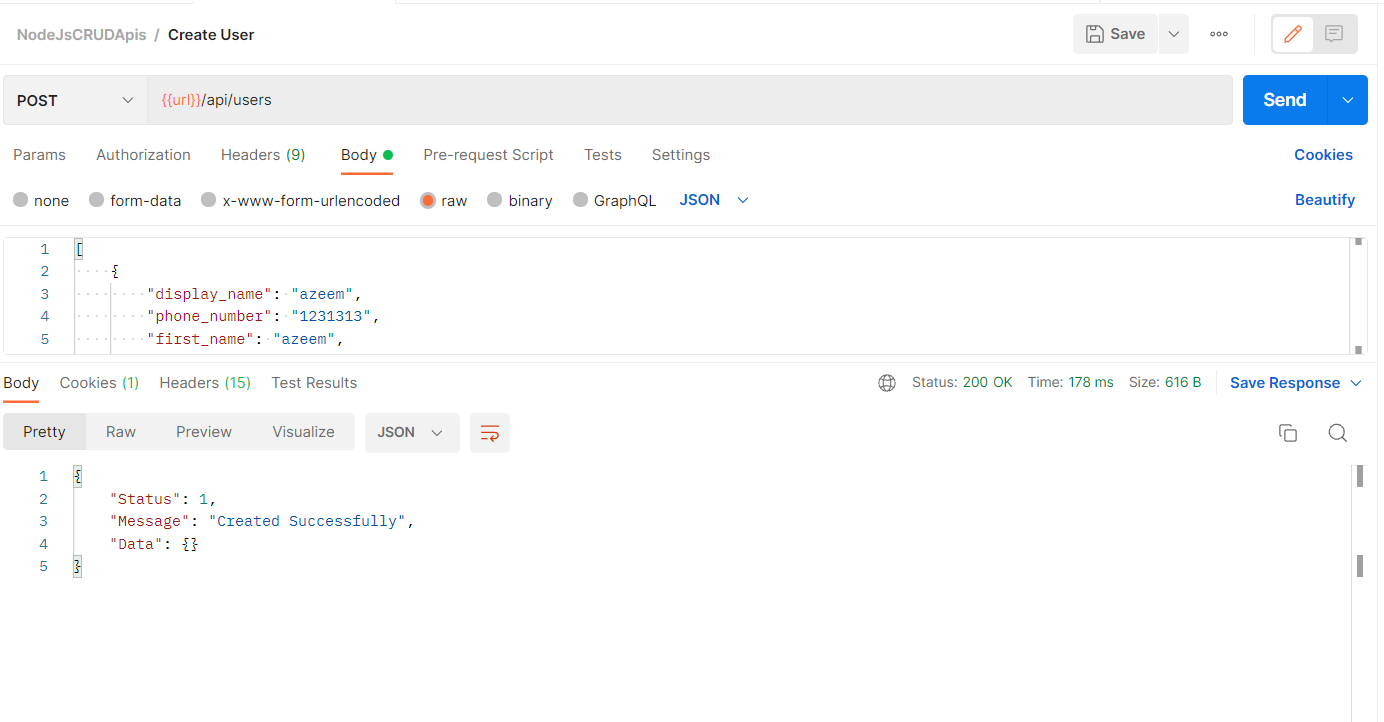 NodeJsCRUDApis / Create User Save
POST {{url}}/api/users Send
Params Authorization Headers (9) Body Pre-request Script Tests Settings Cookies
none form-data x-www-form-urlencoded raw binary GraphQL JSON Beautify
1 [
2 {
3 "display_name": "azeem",
4 "phone_number": "1231313",
5 "first_name": "azeem",
Body Cookies (1) Headers (15) Test Results Status: 200 OK Time: 178 ms Size: 616 B Save Response
Pretty Raw Preview Visualize JSON
1 {
2 "Status": 1,
3 "Message": "Created Successfully",
4 "Data": {}
5 }